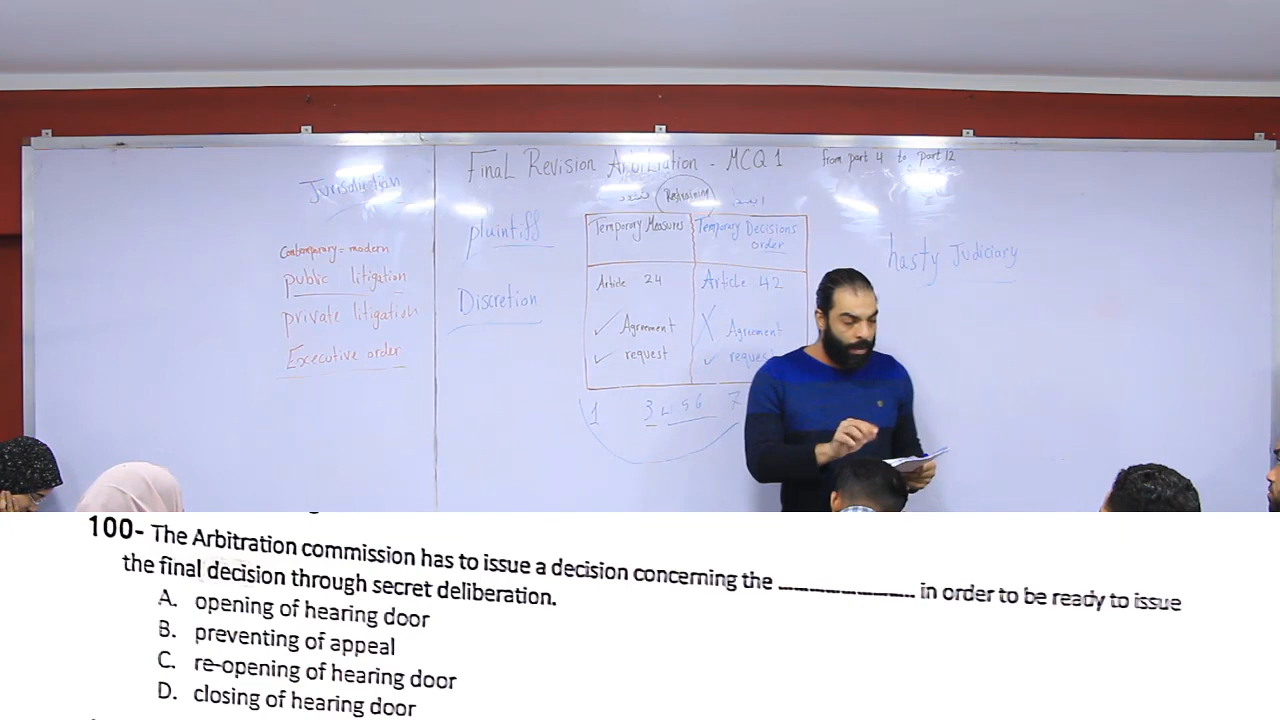 Final Revision Arbitration - MCQ 1 from part 4 to part 12
Jurisdiction
Restraining
pluintiff
Temporary Measures
Temporary Decisions
order
hasty Judiciary
Contemporary = modern
public litigation
private litigation
Executive order
Discretion
Article 24
Article 42
✓ Agreement
X Agreement
✓ request
✓ request
1 3 5 6 7
100- The Arbitration commission has to issue a decision concerning the ______________ in order to be ready to issue
the final decision through secret deliberation.
A. opening of hearing door
B. preventing of appeal
C. re-opening of hearing door
D. closing of hearing door